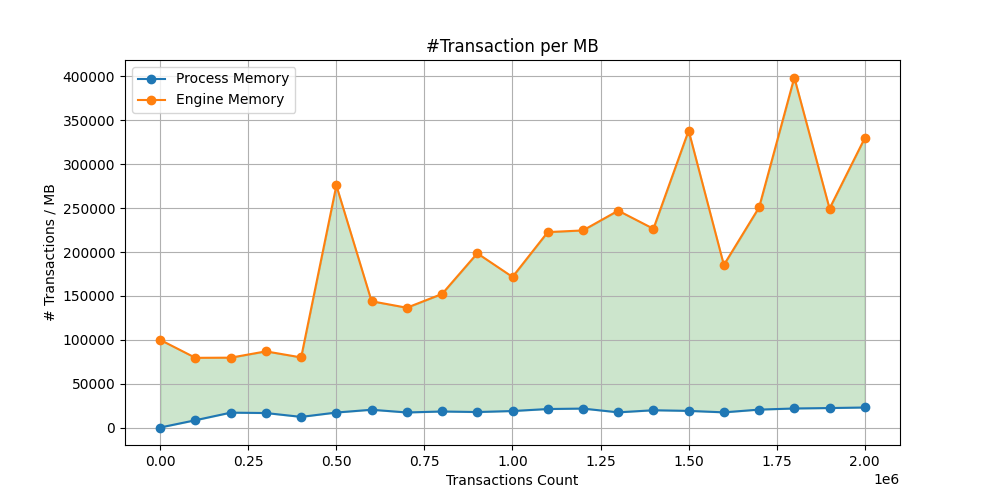 #Transaction per MB
Process Memory
Engine Memory
# Transactions / MB
400000
350000
300000
250000
200000
150000
100000
50000
0
0.00 0.25 0.50 0.75 1.00 1.25 1.50 1.75 2.00
1e6
Transactions Count